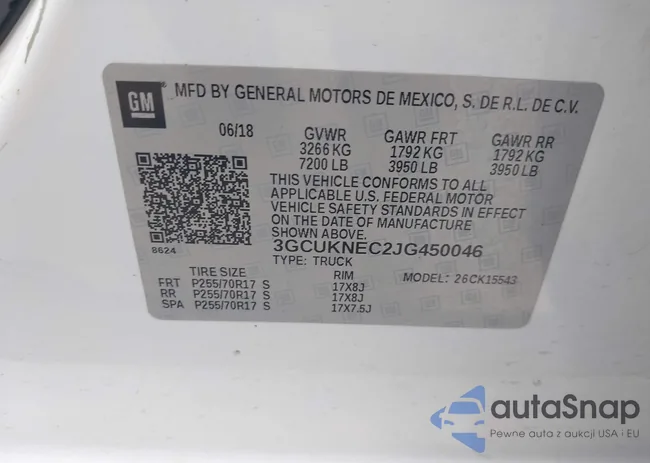 GM
MFD BY GENERAL MOTORS DE MEXICO, S. DE R.L. DE C.V.
06/18 GVWR GAWR FRT GAWR RR
3266 KG 1792 KG 1792 KG
7200 LB 3950 LB 3950 LB
THIS VEHICLE CONFORMS TO ALL
APPLICABLE U.S. FEDERAL MOTOR
VEHICLE SAFETY STANDARDS IN EFFECT
ON THE DATE OF MANUFACTURE
SHOWN ABOVE.
8624
3GCUKNEC2JG450046
TYPE: TRUCK
TIRE SIZE RIM MODEL: 26CK15543
FRT P255/70R17 S 17X8J
RR P255/70R17 S 17X8J
SPA P255/70R17 S 17X7.5J
autoSnap
Pewne auta z aukcji USA i EU